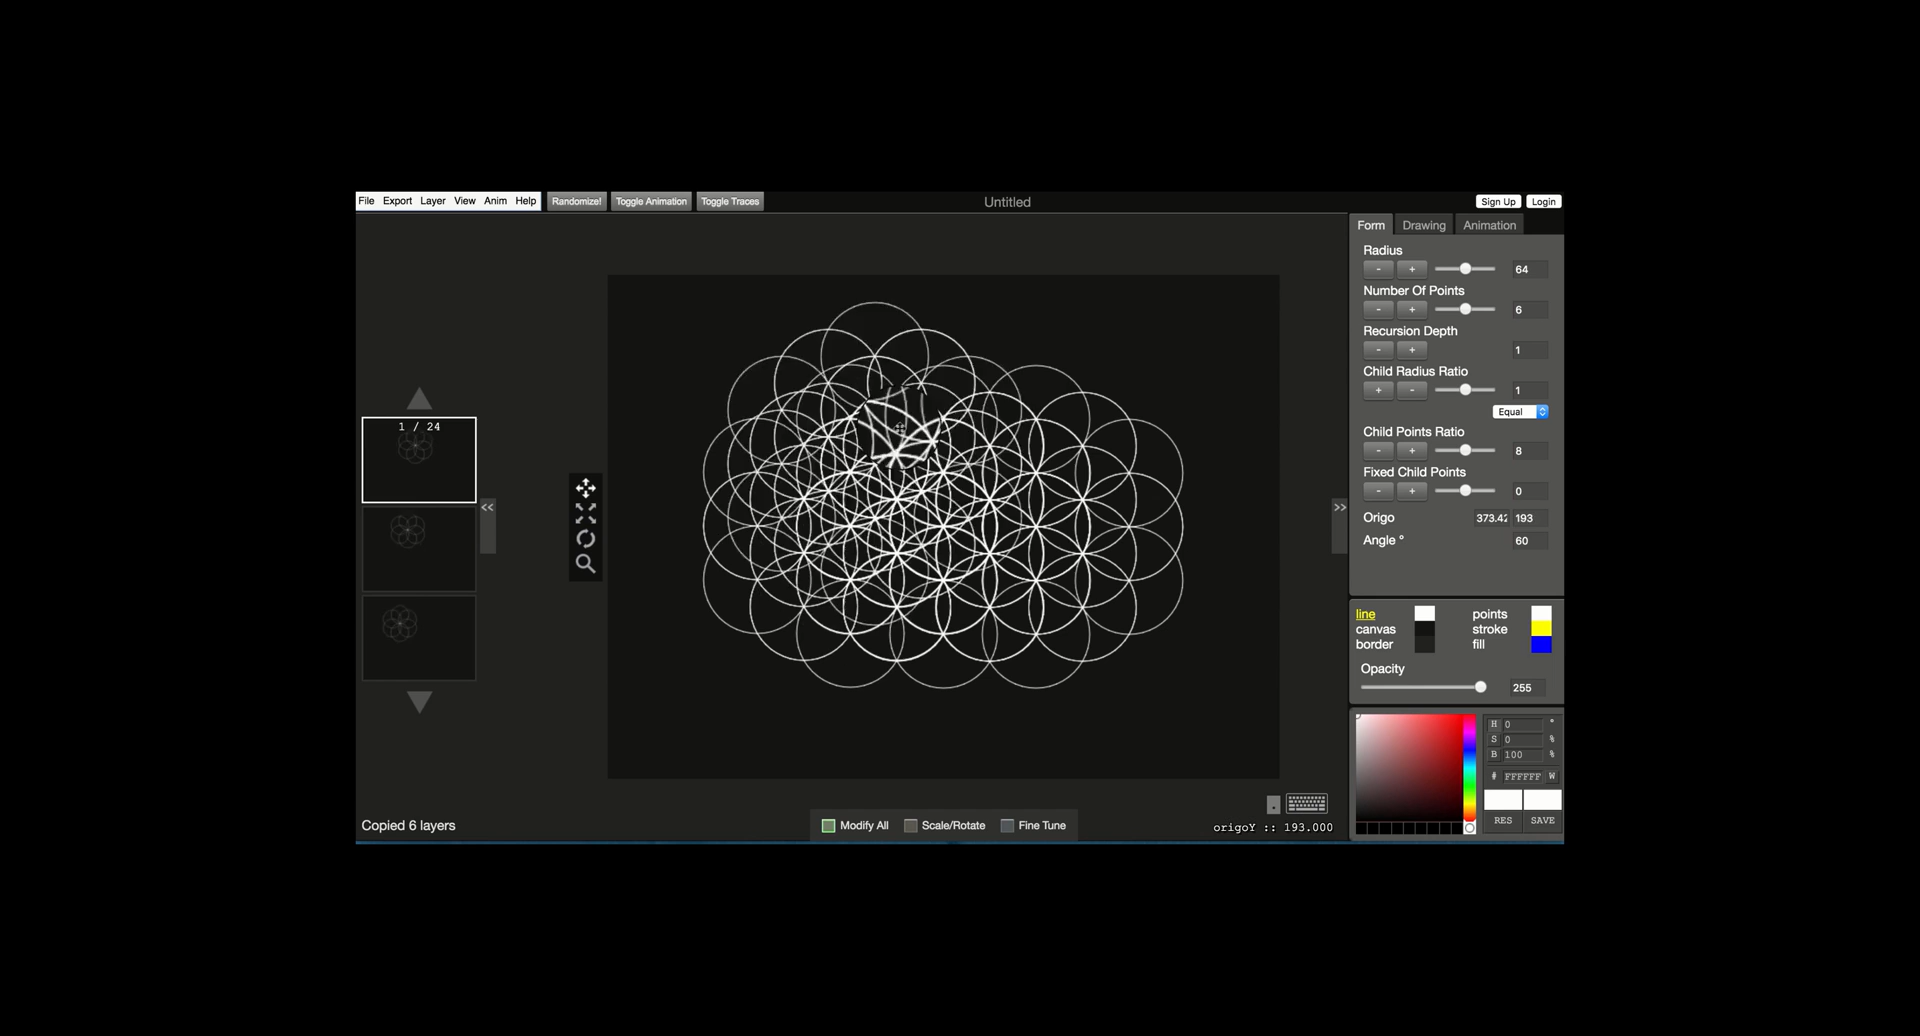 File Export Layer View Anim Help Randomize! Toggle Animation Toggle Traces Untitled Sign Up Login
Form Drawing Animation
Radius
- + 64
Number Of Points
- + 6
Recursion Depth
- + 1
Child Radius Ratio
+ - 1
Equal
Child Points Ratio
- + 8
Fixed Child Points
- + 0
Origo 373.42 193
Angle ° 60
1 / 24
<<
>>
line points
canvas stroke
border fill
Opacity
255
H 0 °
S 0 %
B 100 %
# FFFFFF W
RES SAVE
Copied 6 layers
Modify All Scale/Rotate Fine Tune
origoY :: 193.000